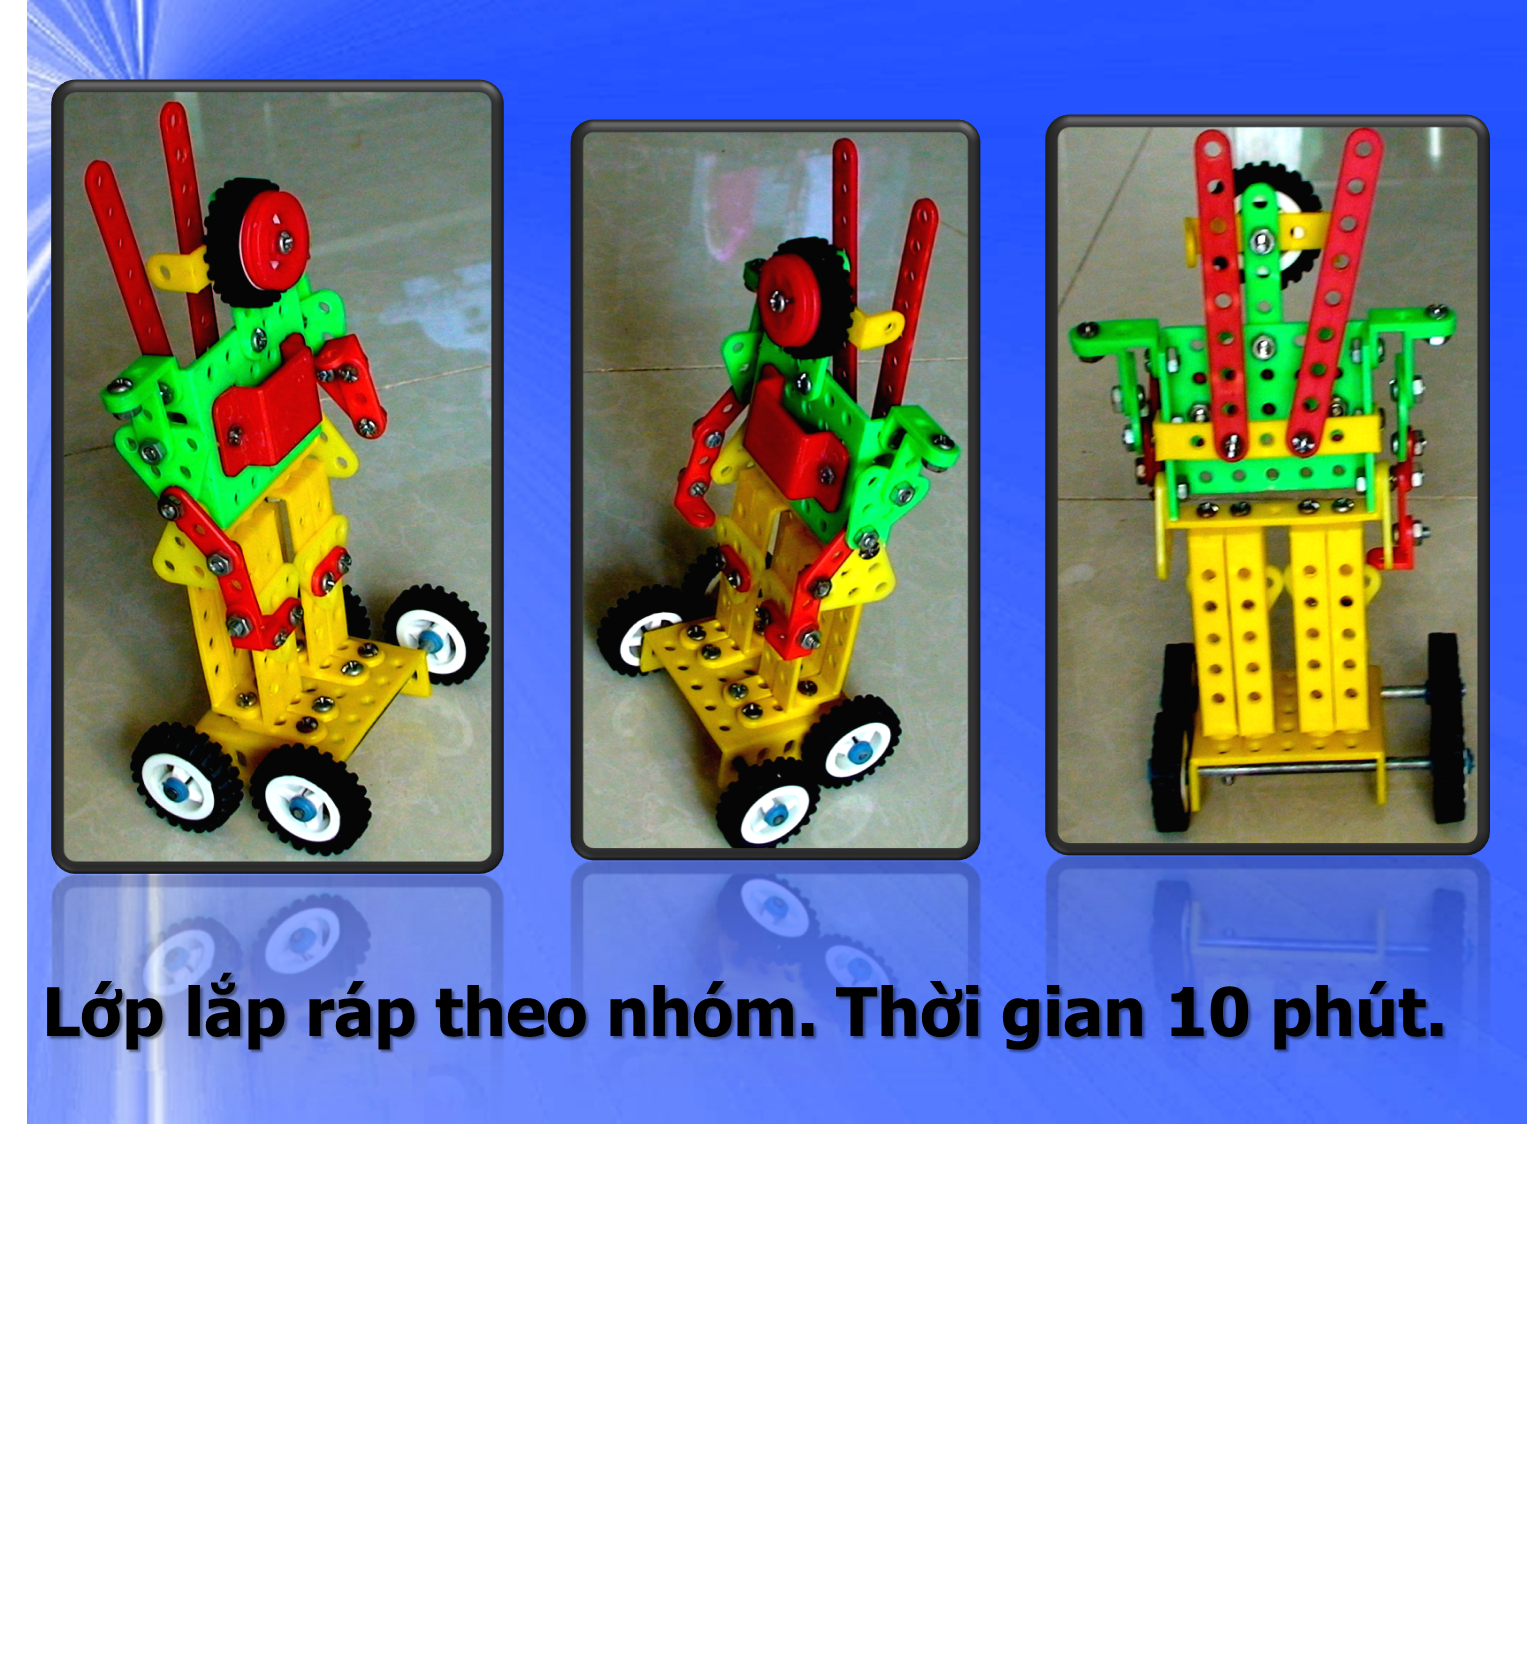 Lớp lắp ráp theo nhóm. Thời gian 10 phút.